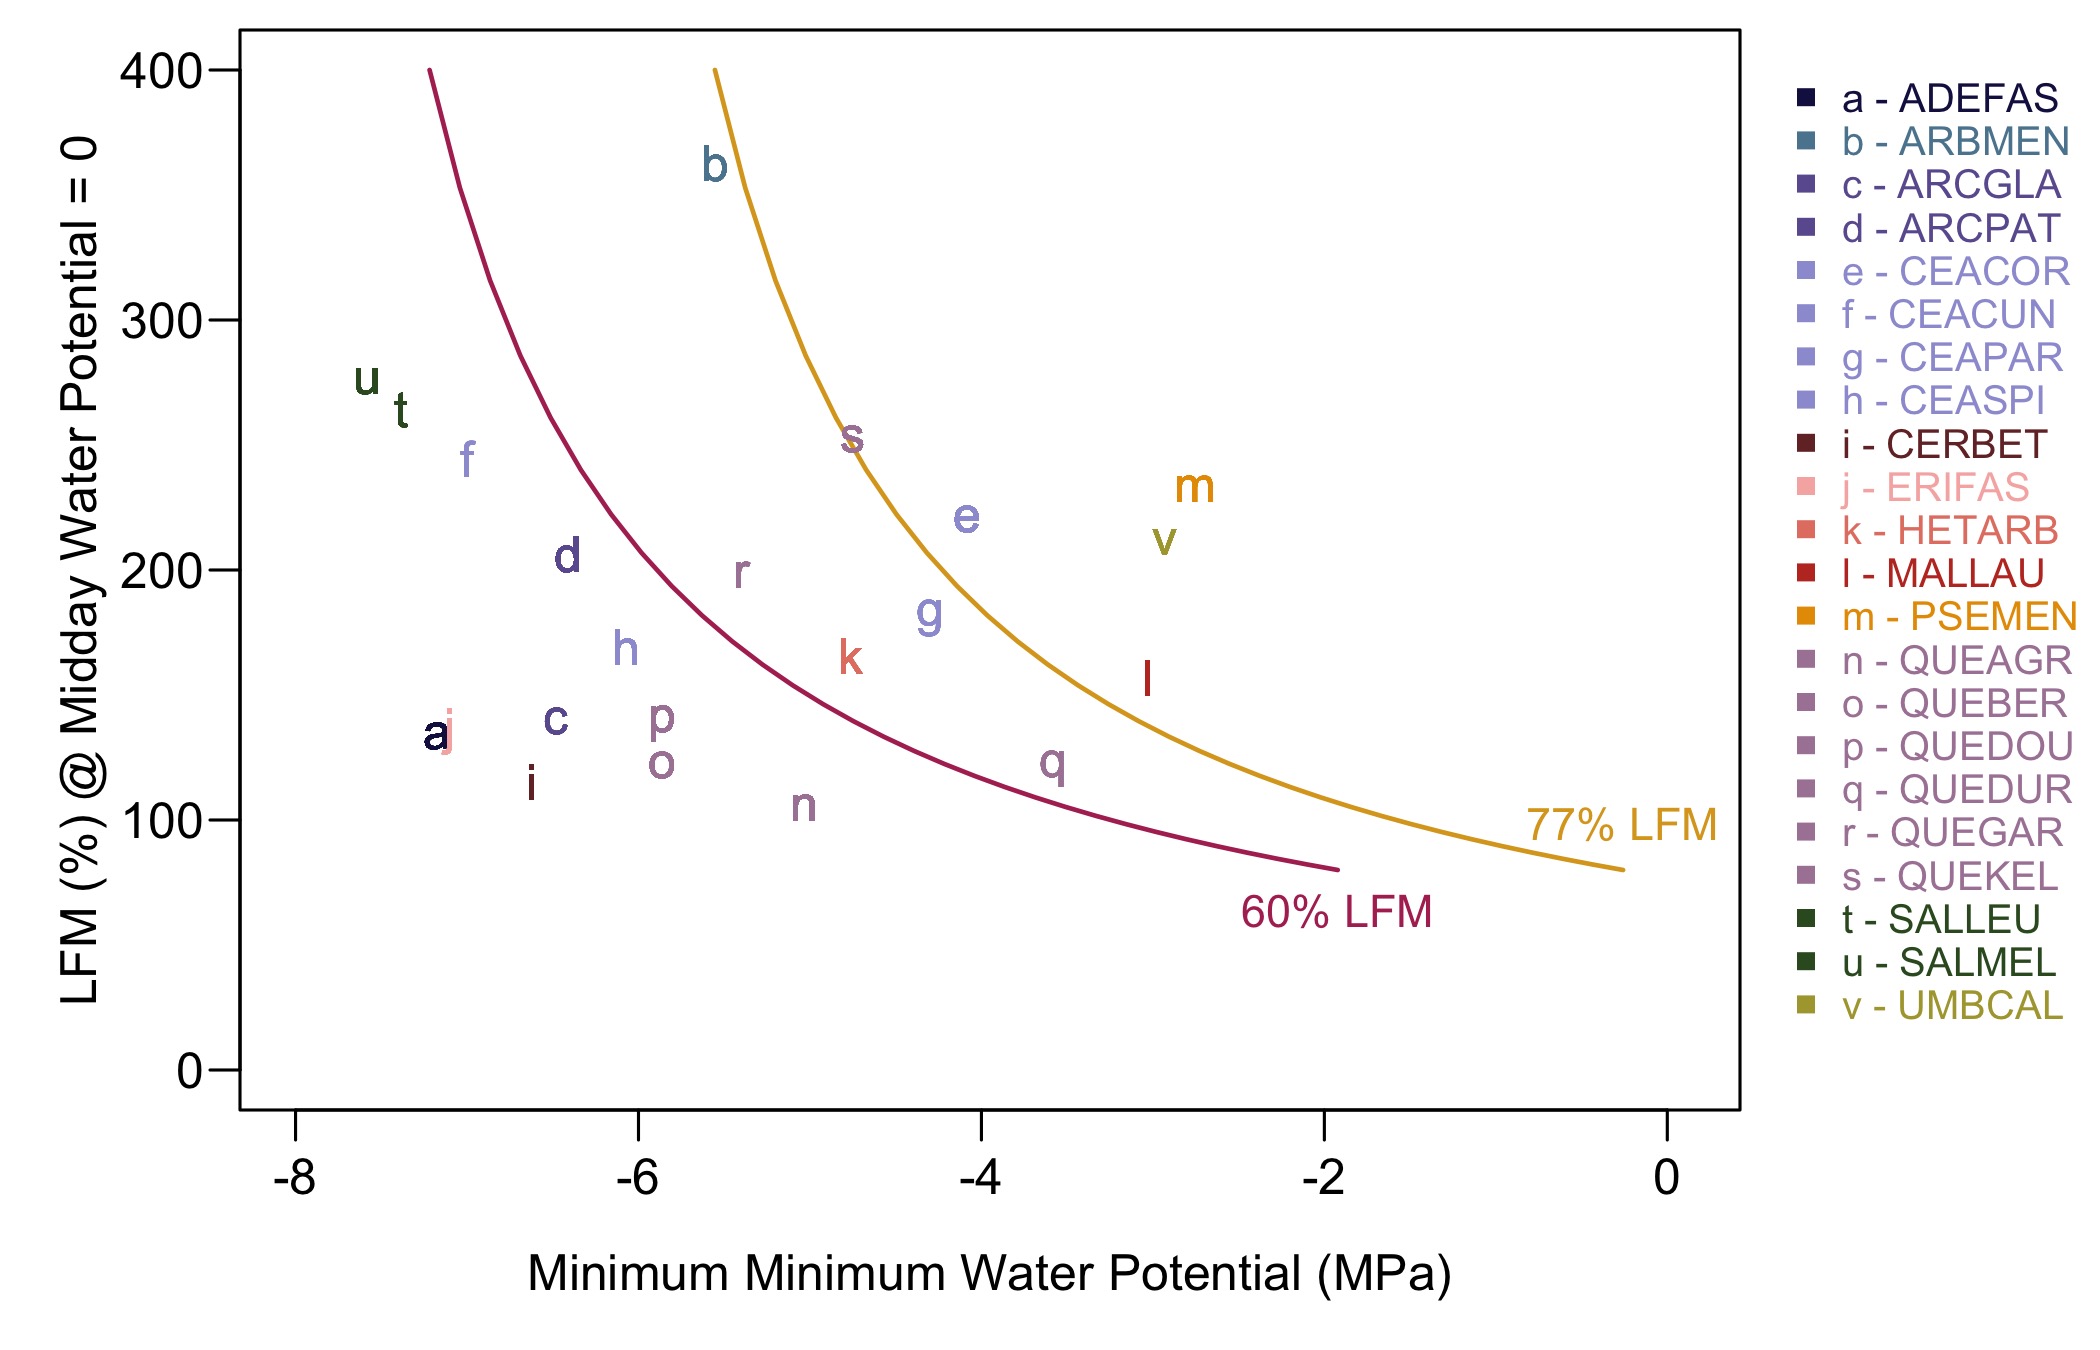 LFM (%) @ Midday Water Potential = 0
400
300
200
100
0
-8
-6
-4
-2
0
Minimum Minimum Water Potential (MPa)
b
u
t
f
s
m
e
v
d
r
g
h
k
l
a
j
c
p
i
o
q
n
77% LFM
60% LFM
a - ADEFAS
b - ARBMEN
c - ARCGLA
d - ARCPAT
e - CEACOR
f - CEACUN
g - CEAPAR
h - CEASPI
i - CERBET
j - ERIFAS
k - HETARB
l - MALLAU
m - PSEMEN
n - QUEAGR
o - QUEBER
p - QUEDOU
q - QUEDUR
r - QUEGAR
s - QUEKEL
t - SALLEU
u - SALMEL
v - UMBCAL